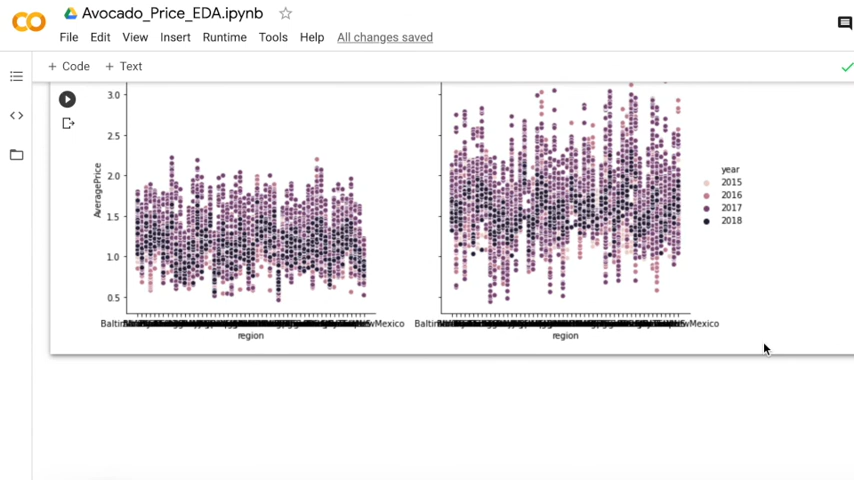 Avocado_Price_EDA.ipynb
File Edit View Insert Runtime Tools Help All changes saved
+ Code + Text
3.0
2.5
2.0
1.5
1.0
0.5
AveragePrice
region
region
year
2015
2016
2017
2018